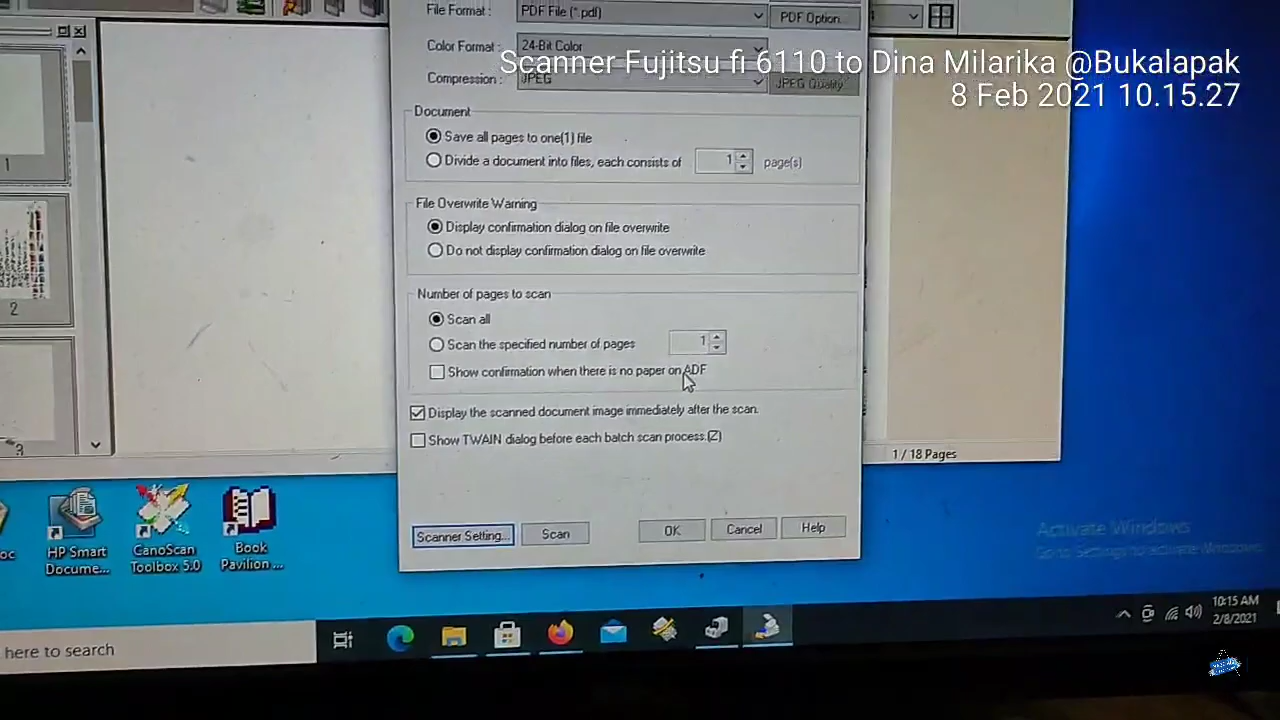 File Format :
PDF File (*.pdf)
PDF Option...
Color Format :
24-Bit Color
Scanner Fujitsu fi 6110 to Dina Milarika @Bukalapak
Compression :
JPEG
JPEG Quality...
8 Feb 2021 10.15.27
Document
Save all pages to one(1) file
Divide a document into files, each consists of
1
page(s)
1
File Overwrite Warning
Display confirmation dialog on file overwrite
Do not display confirmation dialog on file overwrite
2
Number of pages to scan
Scan all
Scan the specified number of pages
1
Show confirmation when there is no paper on ADF
Display the scanned document image immediately after the scan.
Show TWAIN dialog before each batch scan process.(Z)
3
1 / 18 Pages
Scanner Setting...
Scan
OK
Cancel
Help
oc
HP Smart
Docume...
CanoScan
Toolbox 5.0
Book
Pavilion ...
Activate Windows
Go to Settings to activate Windows.
here to search
10:15 AM
2/8/2021